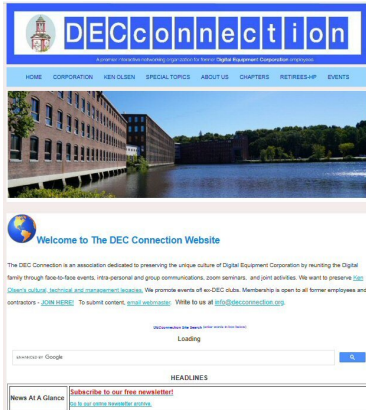 DECconnection
A premier interactive networking organization for former Digital Equipment Corporation employees
HOME CORPORATION KEN OLSEN SPECIAL TOPICS ABOUT US CHAPTERS RETIREES-HP EVENTS
Welcome to The DEC Connection Website
The DEC Connection is an association dedicated to preserving the unique culture of Digital Equipment Corporation by reuniting the Digital
family through face-to-face events, intra-personal and group communications, zoom seminars, and joint activities. We want to preserve Ken
Olsen's cultural, technical and management legacies. We promote events of ex-DEC clubs. Membership is open to all former employees and
contractors - JOIN HERE! To submit content, email webmaster. Write to us at info@decconnection.org.
DECconnection Site Search
Loading
ENHANCED BY Google
HEADLINES
News At A Glance
Subscribe to our free newsletter!
Go to our online Newsletter archive.